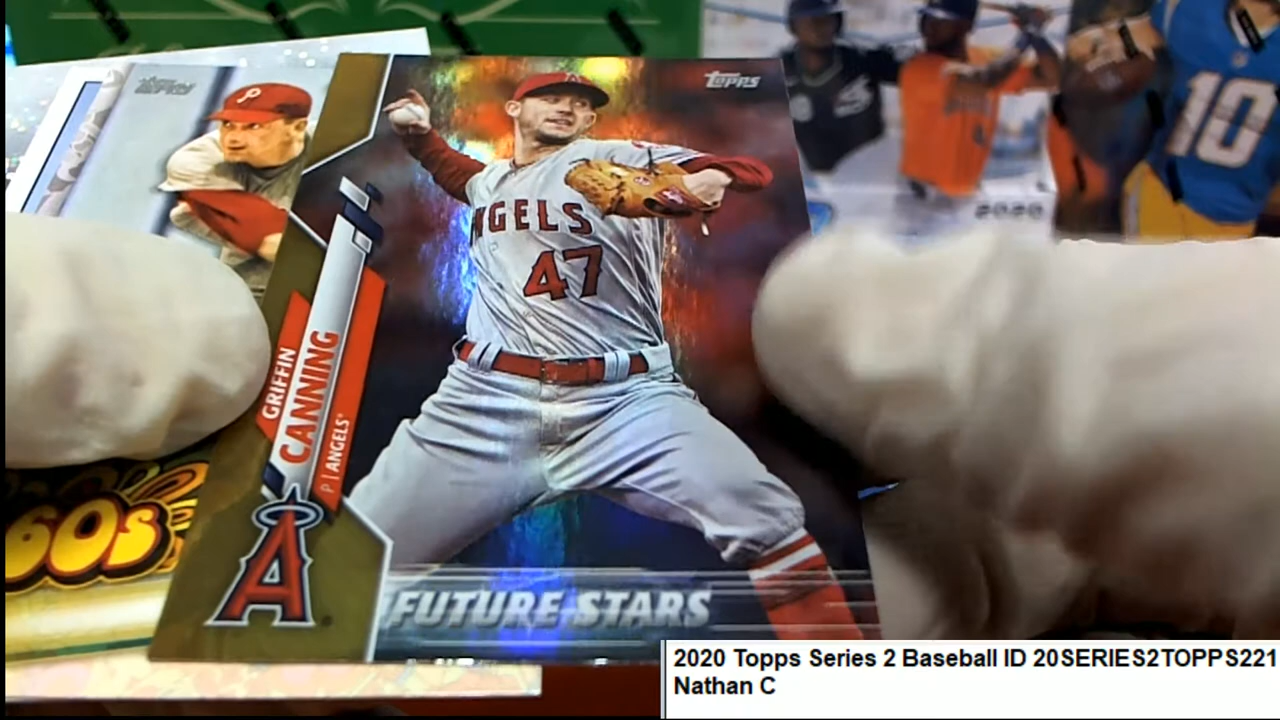 TOPPS
TOPPS
P
A
10
2020
ANGELS
47
GRIFFIN
CANNING
P | ANGELS
A
60s
FUTURE STARS
2020 Topps Series 2 Baseball ID 20SERIES2TOPPS221
Nathan C